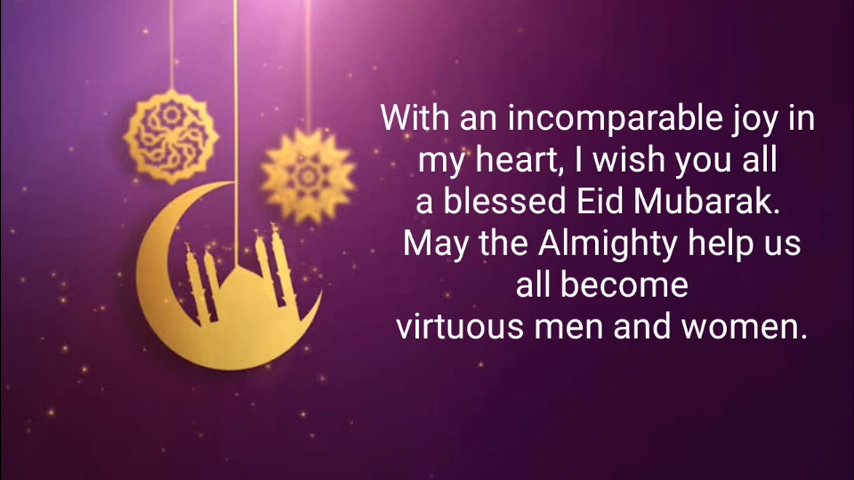 With an incomparable joy in
my heart, I wish you all
a blessed Eid Mubarak.
May the Almighty help us
all become
virtuous men and women.